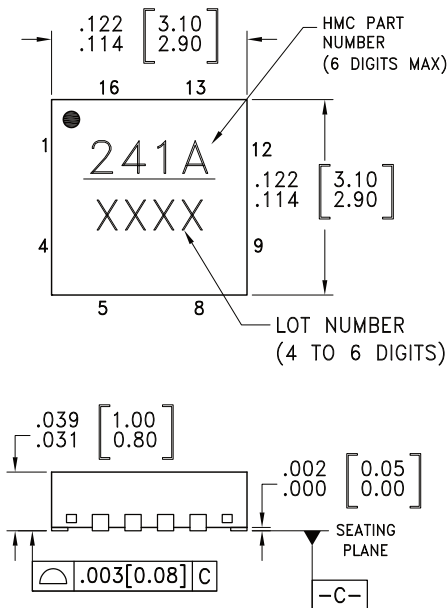 .122 [3.10]
.114 [2.90]
HMC PART
NUMBER
(6 DIGITS MAX)
16 13
1
241A
12
XXXX
.122 [3.10]
.114 [2.90]
4
9
5 8
LOT NUMBER
(4 TO 6 DIGITS)
.039 [1.00]
.031 [0.80]
.002 [0.05]
.000 [0.00]
SEATING
PLANE
⌓ .003[0.08] C
-C-